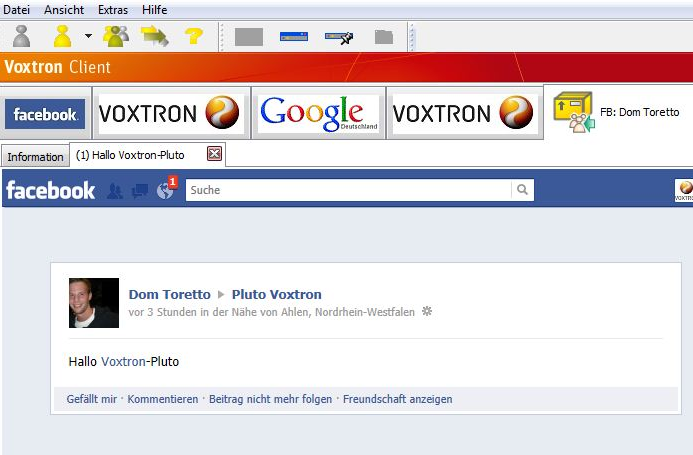 Datei Ansicht Extras Hilfe
Voxtron Client
facebook. VOXTRON Google Deutschland VOXTRON FB: Dom Toretto
Information (1) Hallo Voxtron-Pluto
facebook 1 Suche VOXTRON
Dom Toretto Pluto Voxtron
vor 3 Stunden in der Nähe von Ahlen, Nordrhein-Westfalen
Hallo Voxtron-Pluto
Gefällt mir · Kommentieren · Beitrag nicht mehr folgen · Freundschaft anzeigen